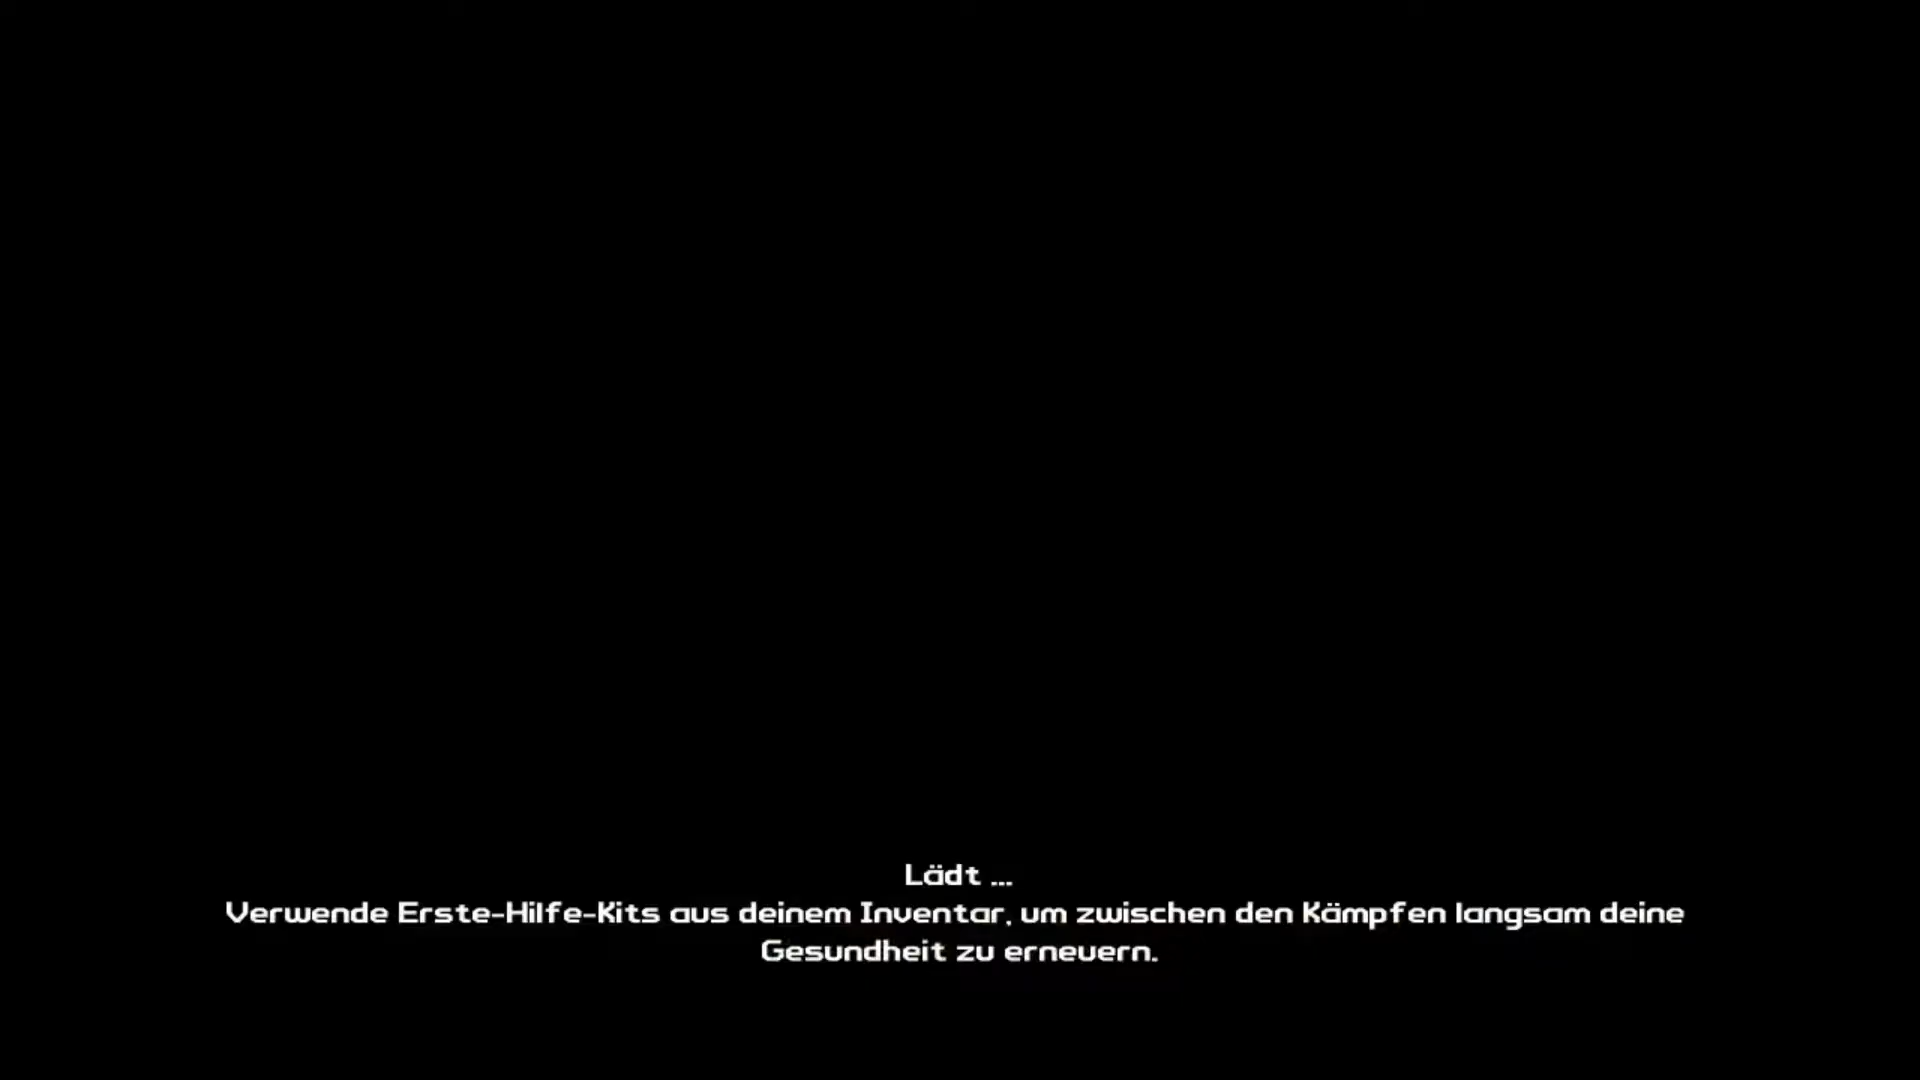 Lädt ...
Verwende Erste-Hilfe-Kits aus deinem Inventar, um zwischen den Kämpfen langsam deine
Gesundheit zu erneuern.